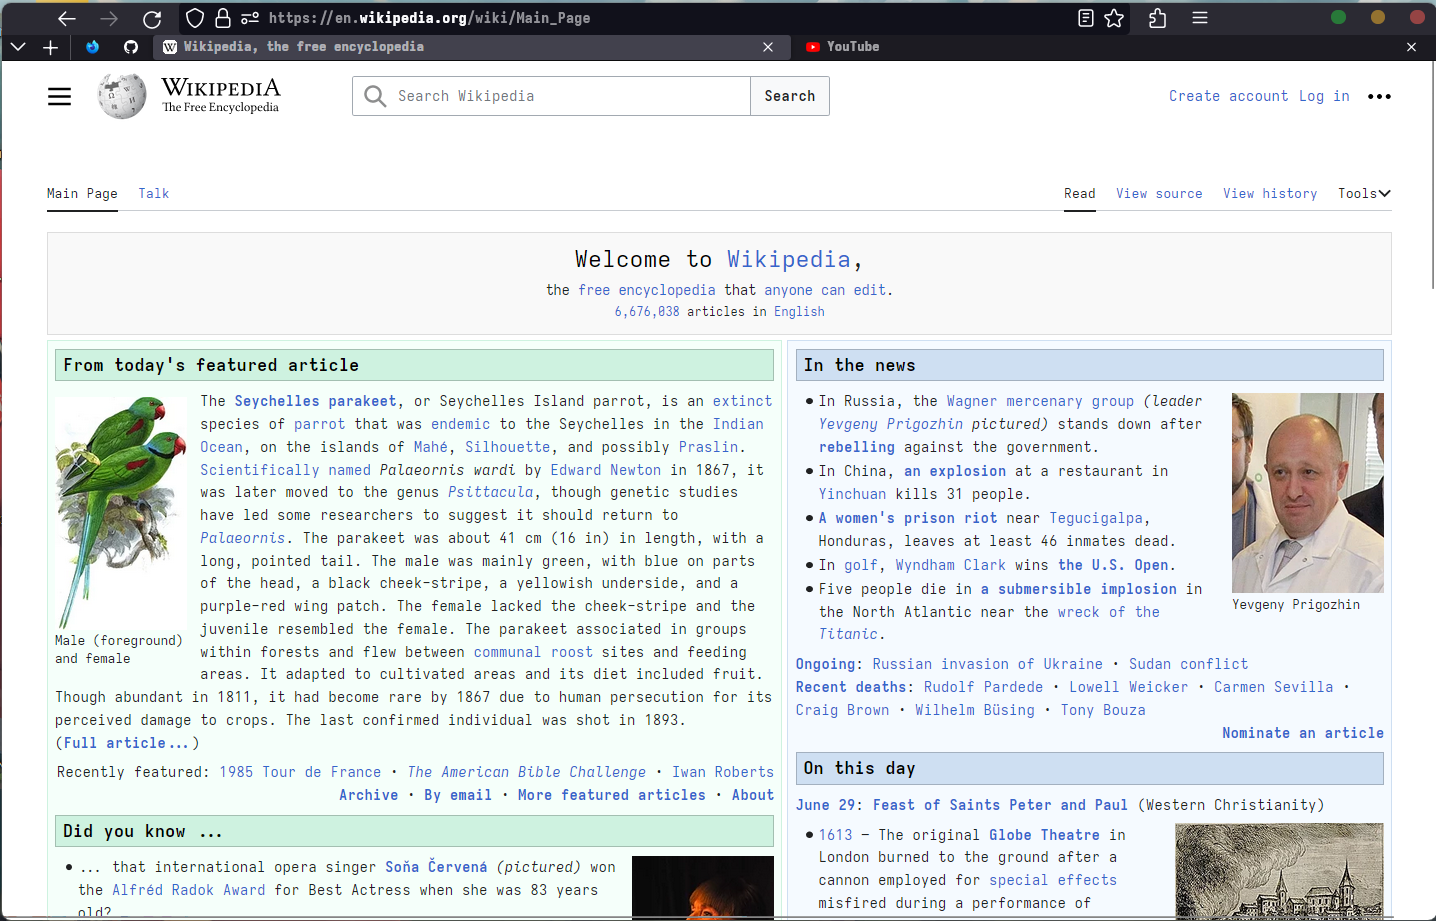 https://en.wikipedia.org/wiki/Main_Page
Wikipedia, the free encyclopedia
YouTube
WIKIPEDIA
The Free Encyclopedia
Search Wikipedia
Search
Create account Log in
Main Page Talk
Read View source View history Tools
Welcome to Wikipedia,
the free encyclopedia that anyone can edit.
6,676,038 articles in English
From today's featured article
The Seychelles parakeet, or Seychelles Island parrot, is an extinct
species of parrot that was endemic to the Seychelles in the Indian
Ocean, on the islands of Mahé, Silhouette, and possibly Praslin.
Scientifically named Palaeornis wardi by Edward Newton in 1867, it
was later moved to the genus Psittacula, though genetic studies
have led some researchers to suggest it should return to
Palaeornis. The parakeet was about 41 cm (16 in) in length, with a
long, pointed tail. The male was mainly green, with blue on parts
of the head, a black cheek-stripe, a yellowish underside, and a
purple-red wing patch. The female lacked the cheek-stripe and the
juvenile resembled the female. The parakeet associated in groups
within forests and flew between communal roost sites and feeding
areas. It adapted to cultivated areas and its diet included fruit.
Though abundant in 1811, it had become rare by 1867 due to human persecution for its
perceived damage to crops. The last confirmed individual was shot in 1893.
(Full article...)
Male (foreground)
and female
Recently featured: 1985 Tour de France • The American Bible Challenge • Iwan Roberts
Archive • By email • More featured articles • About
Did you know ...
• ... that international opera singer Soňa Červená (pictured) won
the Alfréd Radok Award for Best Actress when she was 83 years
old?
In the news
• In Russia, the Wagner mercenary group (leader
Yevgeny Prigozhin pictured) stands down after
rebelling against the government.
• In China, an explosion at a restaurant in
Yinchuan kills 31 people.
• A women's prison riot near Tegucigalpa,
Honduras, leaves at least 46 inmates dead.
• In golf, Wyndham Clark wins the U.S. Open.
• Five people die in a submersible implosion in
the North Atlantic near the wreck of the
Titanic.
Yevgeny Prigozhin
Ongoing: Russian invasion of Ukraine • Sudan conflict
Recent deaths: Rudolf Pardede • Lowell Weicker • Carmen Sevilla •
Craig Brown • Wilhelm Büsing • Tony Bouza
Nominate an article
On this day
June 29: Feast of Saints Peter and Paul (Western Christianity)
• 1613 – The original Globe Theatre in
London burned to the ground after a
cannon employed for special effects
misfired during a performance of